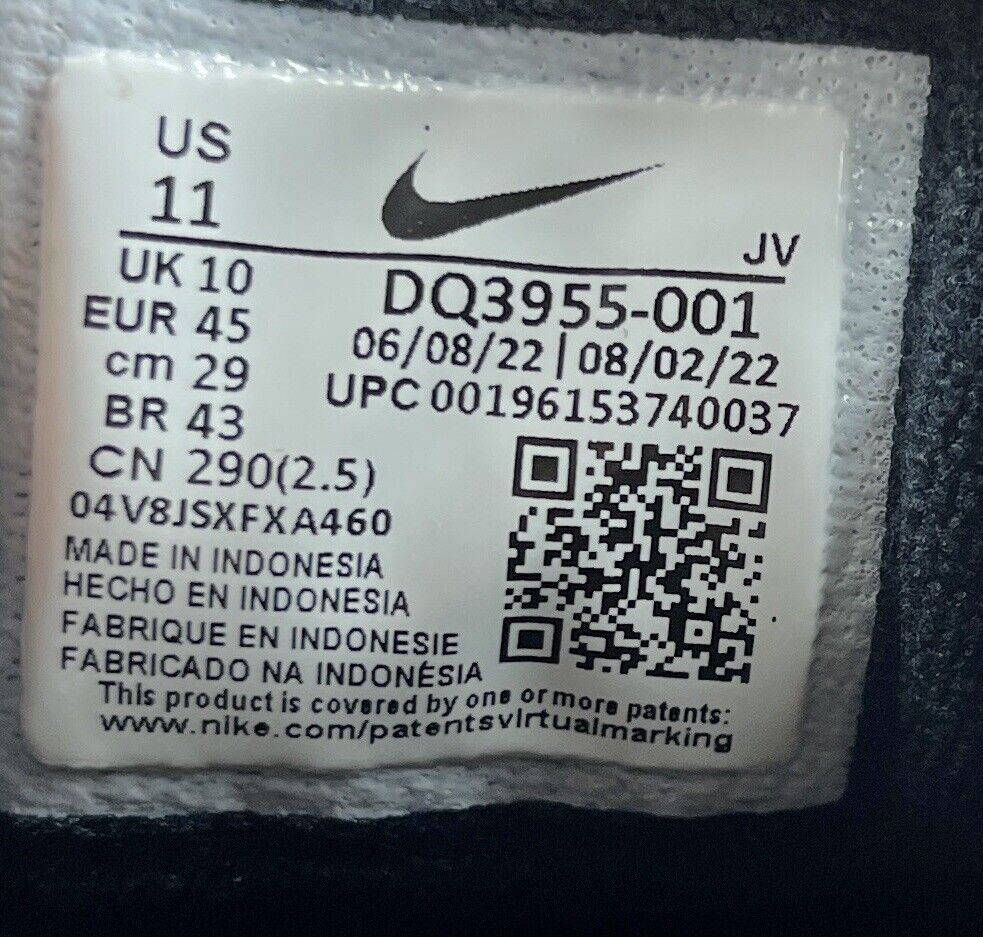 US
11
JV
UK 10
EUR 45
cm 29
BR 43
CN 290(2.5)
DQ3955-001
06/08/22 | 08/02/22
UPC 00196153740037
04V8JSXFXA460
MADE IN INDONESIA
HECHO EN INDONESIA
FABRIQUE EN INDONESIE
FABRICADO NA INDONÉSIA
This product is covered by one or more patents:
www.nike.com/patentsvirtualmarking